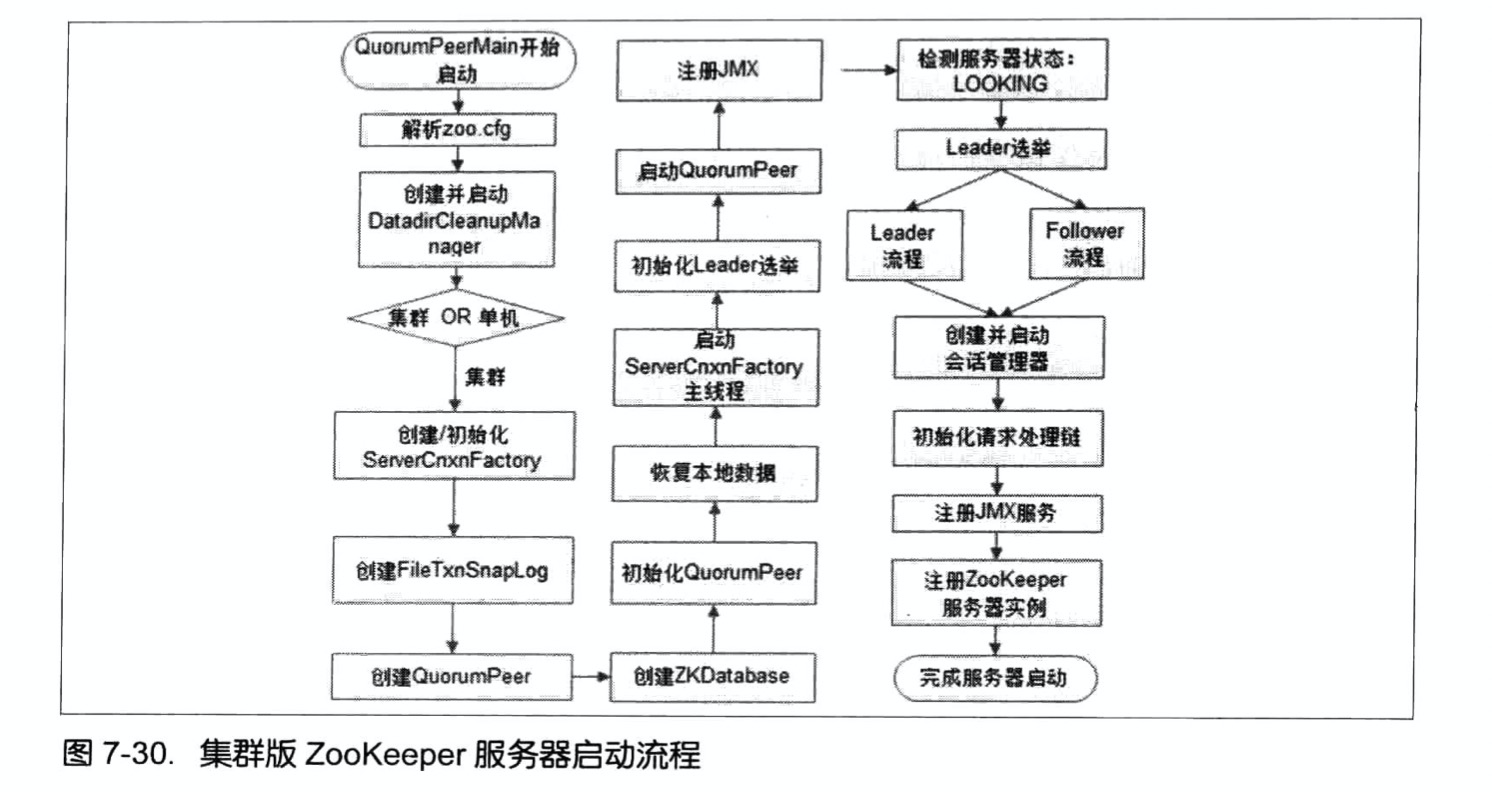 QuorumPeerMain开始
启动
解析zoo.cfg
创建并启动
DatadirCleanupMa
nager
集群 OR 单机
集群
创建/初始化
ServerCnxnFactory
创建FileTxnSnapLog
创建QuorumPeer
创建ZKDatabase
初始化QuorumPeer
恢复本地数据
启动
ServerCnxnFactory
主线程
初始化Leader选举
启动QuorumPeer
注册JMX
检测服务器状态:
LOOKING
Leader选举
Leader
流程
Follower
流程
创建并启动
会话管理器
初始化请求处理链
注册JMX服务
注册ZooKeeper
服务器实例
完成服务器启动
图 7-30. 集群版 ZooKeeper 服务器启动流程